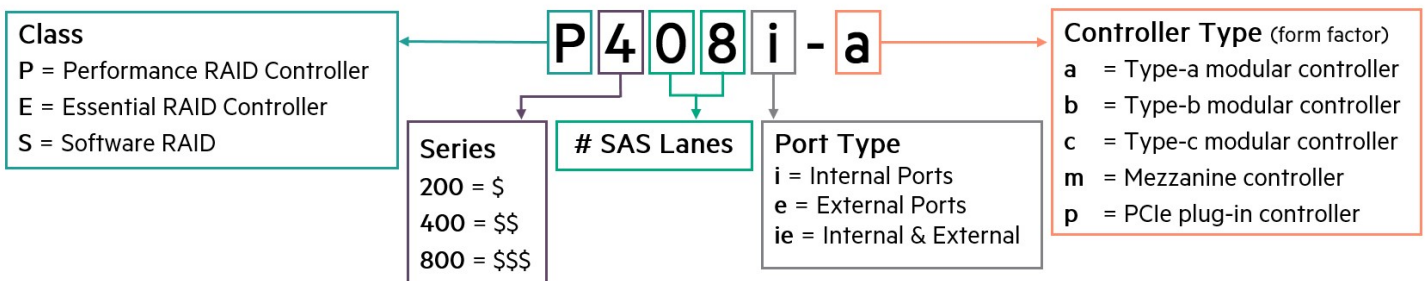 P408i-a
Class
P = Performance RAID Controller
E = Essential RAID Controller
S = Software RAID
Series
200 = $
400 = $$
800 = $$$
# SAS Lanes
Port Type
i = Internal Ports
e = External Ports
ie = Internal & External
Controller Type (form factor)
a = Type-a modular controller
b = Type-b modular controller
c = Type-c modular controller
m = Mezzanine controller
p = PCIe plug-in controller